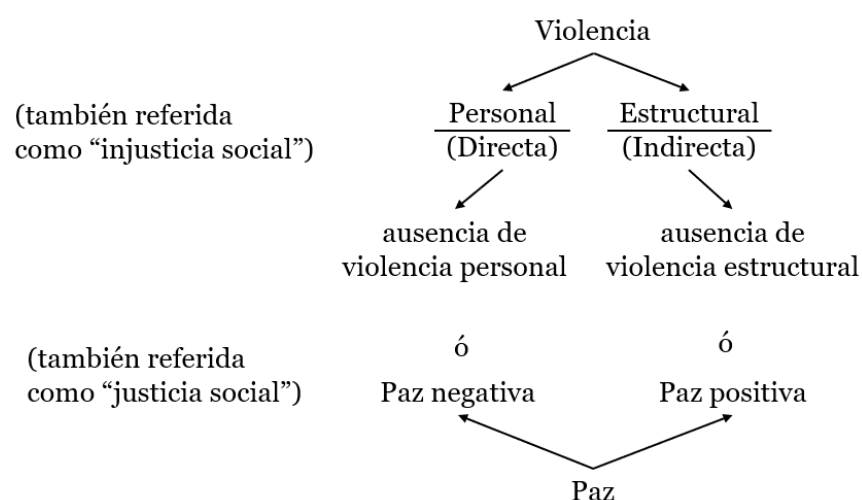 Violencia
(también referida
como “injusticia social”)
Personal
(Directa)
Estructural
(Indirecta)
ausencia de
violencia personal
ausencia de
violencia estructural
(también referida
como “justicia social”)
ó
Paz negativa
ó
Paz positiva
Paz